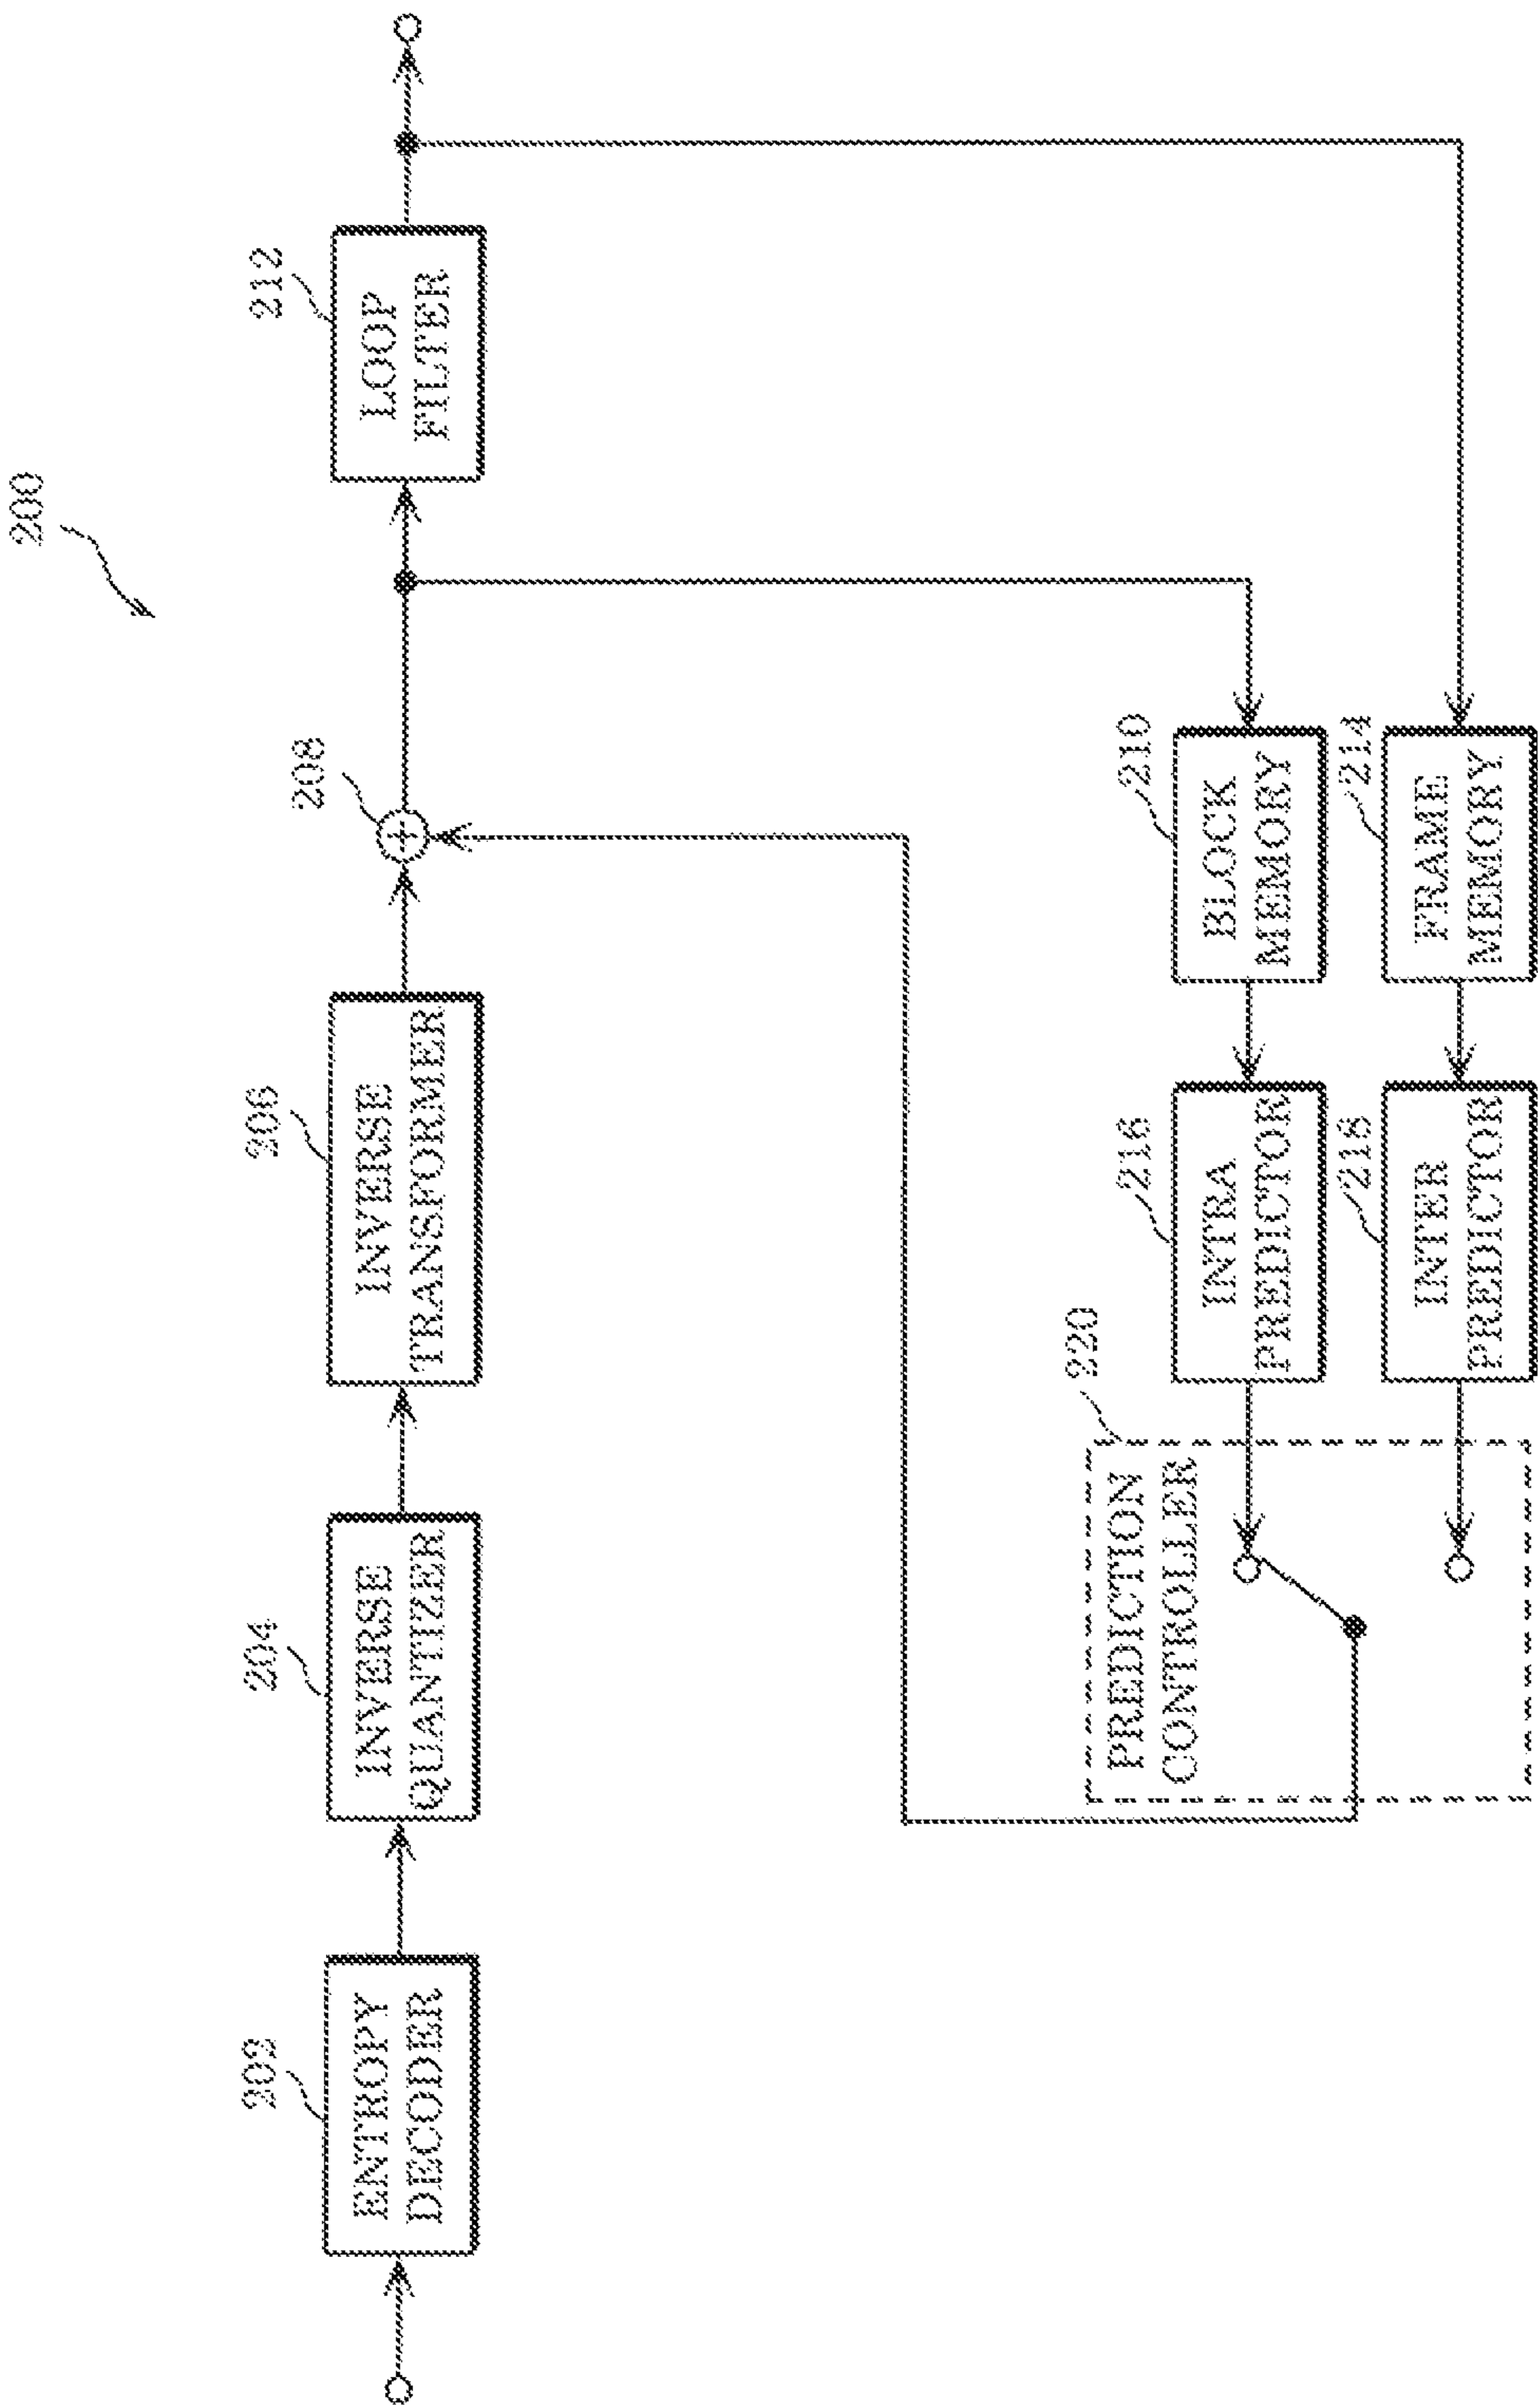 200
202
ENTROPY
DECODER
204
INVERSE
QUANTIZER
206
INVERSE
TRANSFORMER
208
212
LOOP
FILTER
220
PREDICTION
CONTROLLER
216
INTRA
PREDICTOR
210
BLOCK
MEMORY
218
INTER
PREDICTOR
214
FRAME
MEMORY